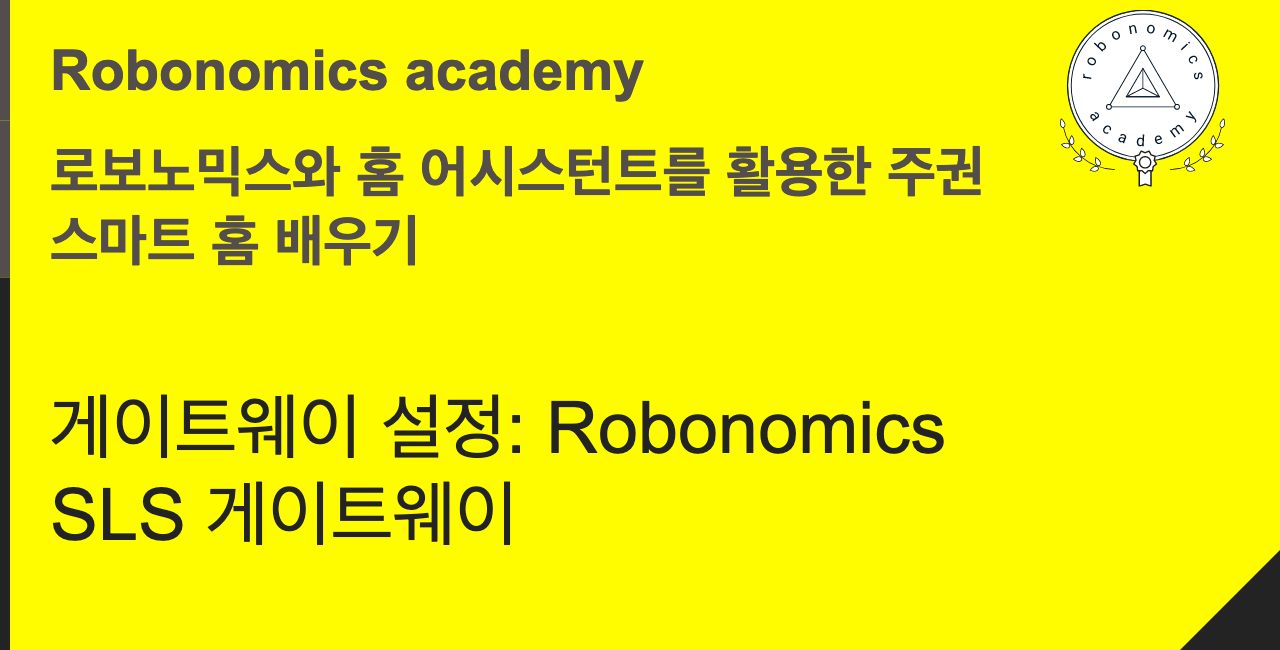 Robonomics academy
로보노믹스와 홈 어시스턴트를 활용한 주권
스마트 홈 배우기
게이트웨이 설정: Robonomics
SLS 게이트웨이
robonomics
academy